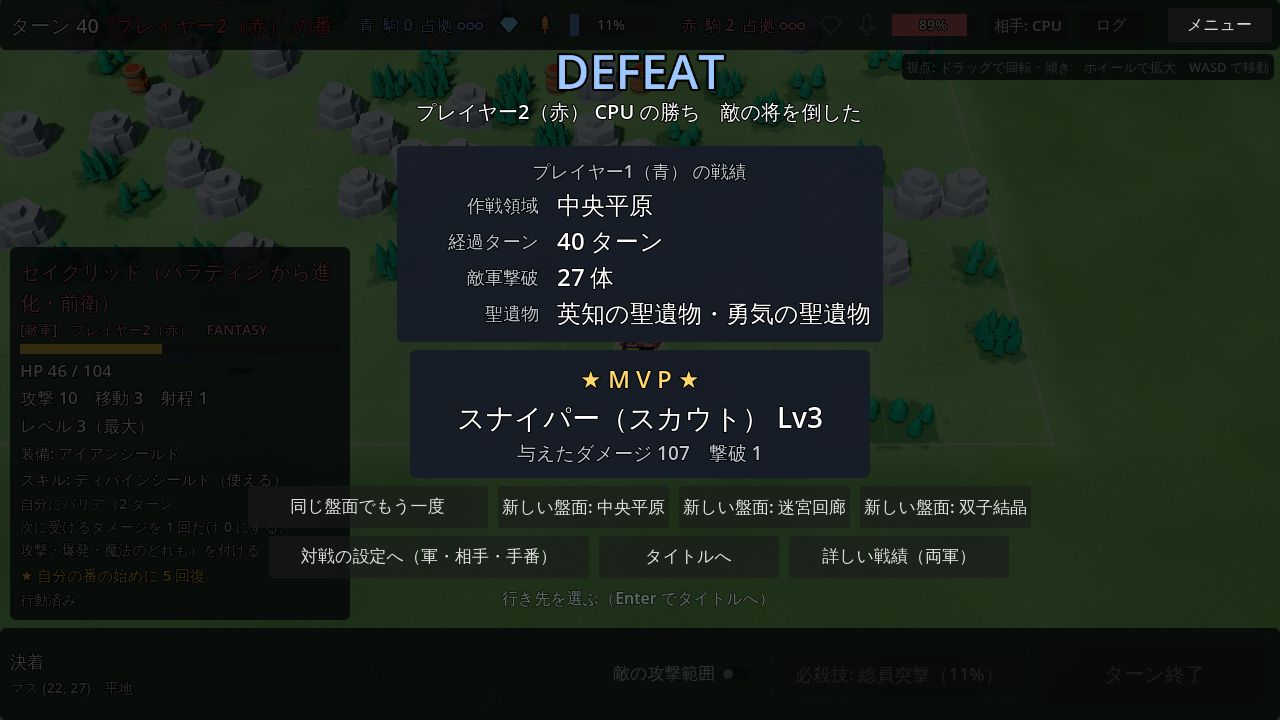 ターン 40 プレイヤー2（赤）の番 青 駒 0 占拠 ○○○ 11% 赤 駒 2 占拠 ○○○ 89% 相手: CPU ログ メニュー
視点: ドラッグで回転・傾き ホイールで拡大 WASD で移動
DEFEAT
プレイヤー2（赤） CPU の勝ち 敵の将を倒した
プレイヤー1（青） の戦績
作戦領域 中央平原
経過ターン 40 ターン
敵軍撃破 27 体
聖遺物 英知の聖遺物・勇気の聖遺物
★ M V P ★
スナイパー（スカウト） Lv3
与えたダメージ 107 撃破 1
セイクリッド（パラディン から進
化・前衛）
[敵軍] プレイヤー2（赤） FANTASY
HP 46 / 104
攻撃 10 移動 3 射程 1
レベル 3（最大）
装備: アイアンシールド
スキル: ディバインシールド（使える）
自分にバリア（2 ターン。
次に受けるダメージを 1 回だけ 0 にする。
攻撃・爆発・魔法のどれも）を付ける
★ 自分の番の始めに 5 回復
行動済み
同じ盤面でもう一度 新しい盤面: 中央平原 新しい盤面: 迷宮回廊 新しい盤面: 双子結晶
対戦の設定へ（軍・相手・手番） タイトルへ 詳しい戦績（両軍）
行き先を選ぶ（Enter でタイトルへ）
決着
マス (22, 27) 平地
敵の攻撃範囲 必殺技: 総員突撃（11%） ターン終了